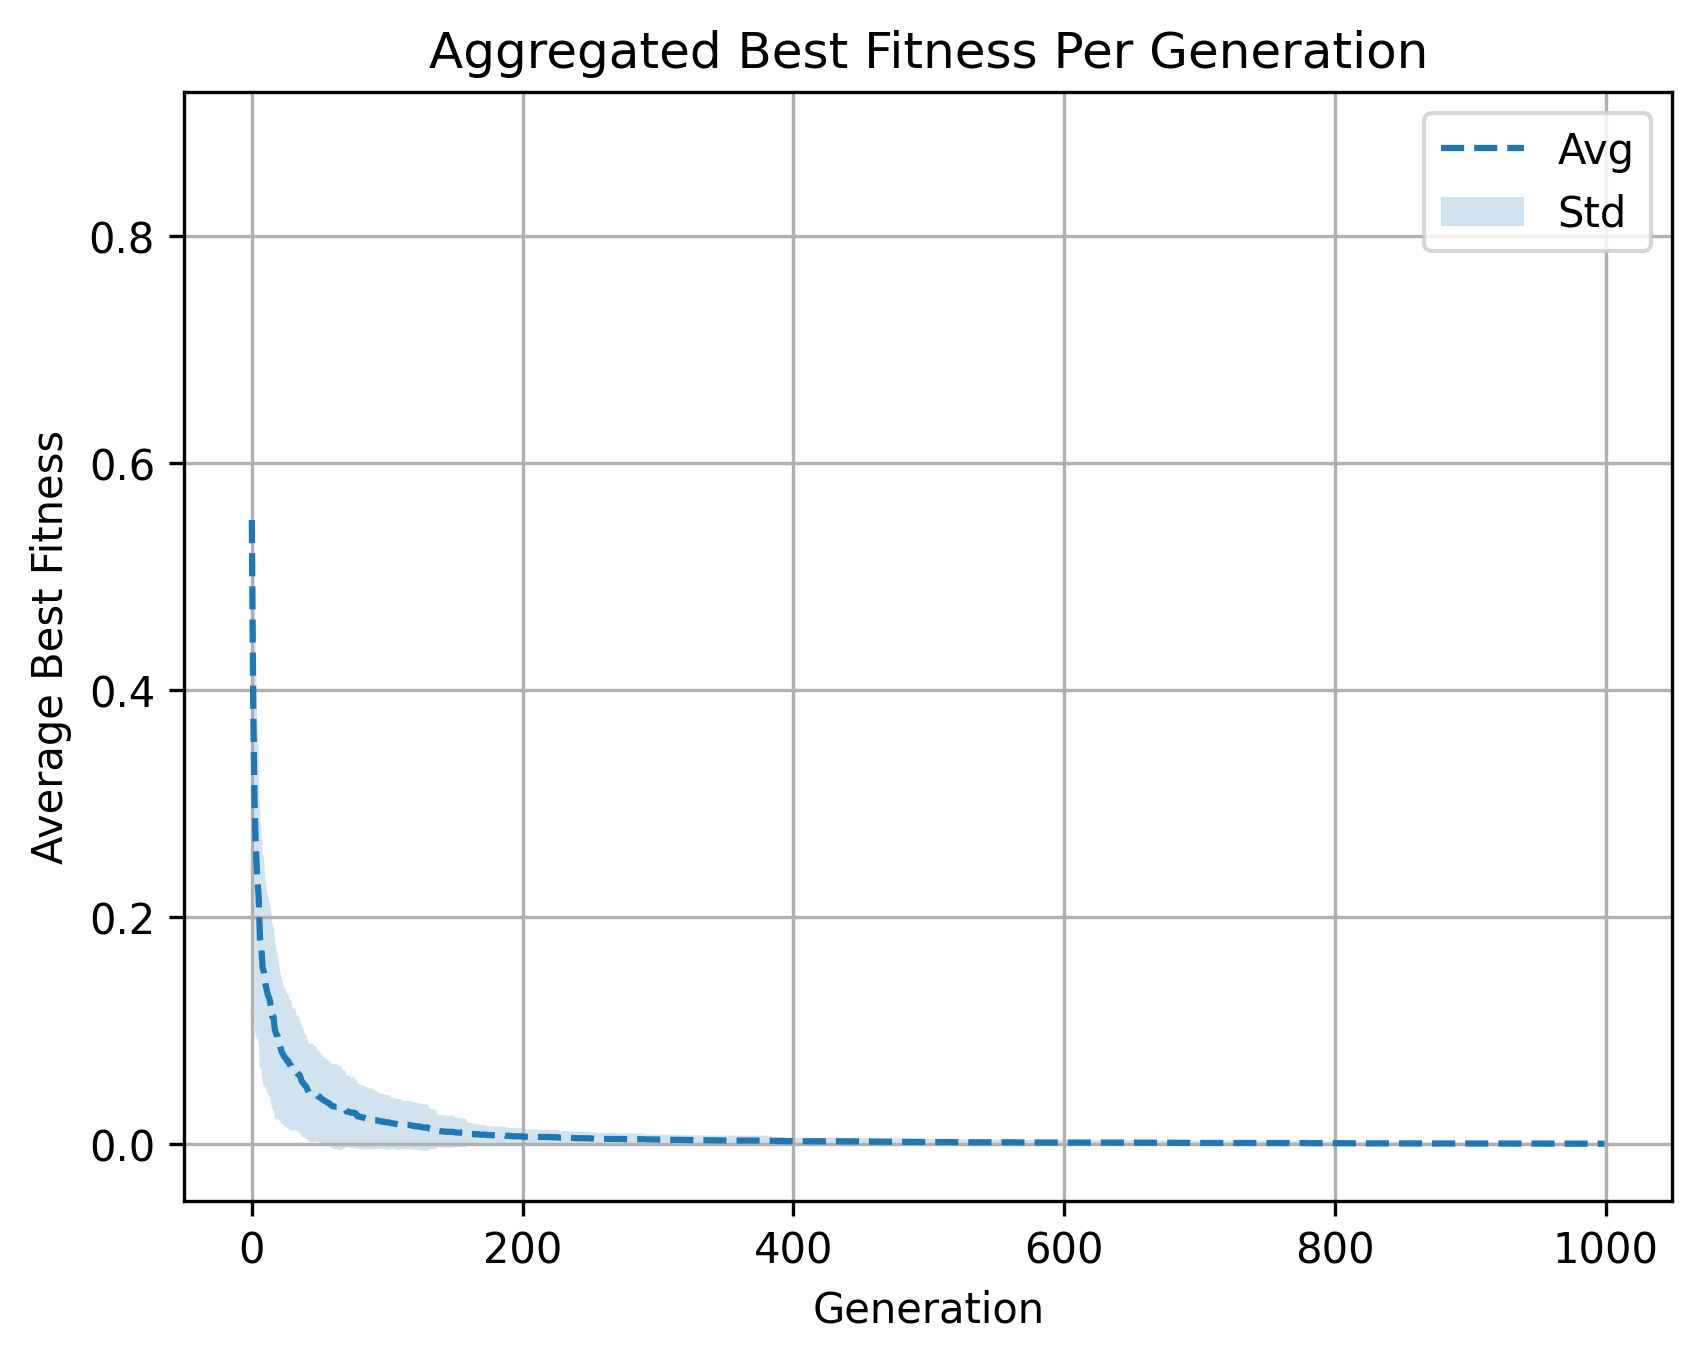 Aggregated Best Fitness Per Generation
Avg
Std
Average Best Fitness
0.8
0.6
0.4
0.2
0.0
0 200 400 600 800 1000
Generation